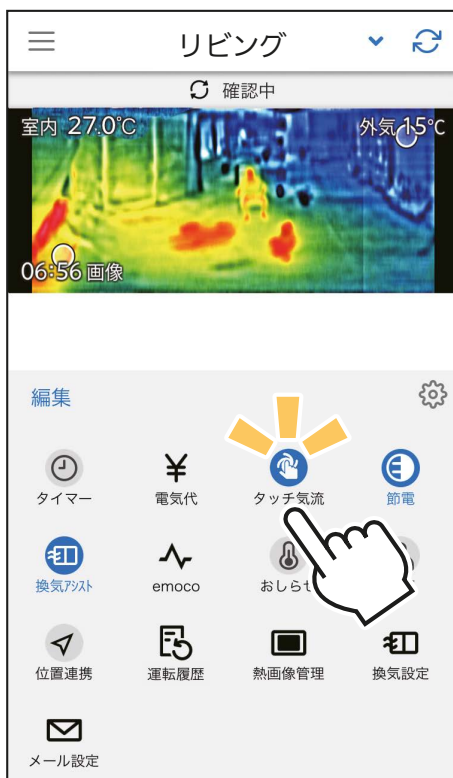 リビング
確認中
室内 27.0℃
外気 15℃
06:56 画像
編集
タイマー
電気代
タッチ気流
節電
換気アシスト
emoco
おしらせ
位置連携
運転履歴
熱画像管理
換気設定
メール設定